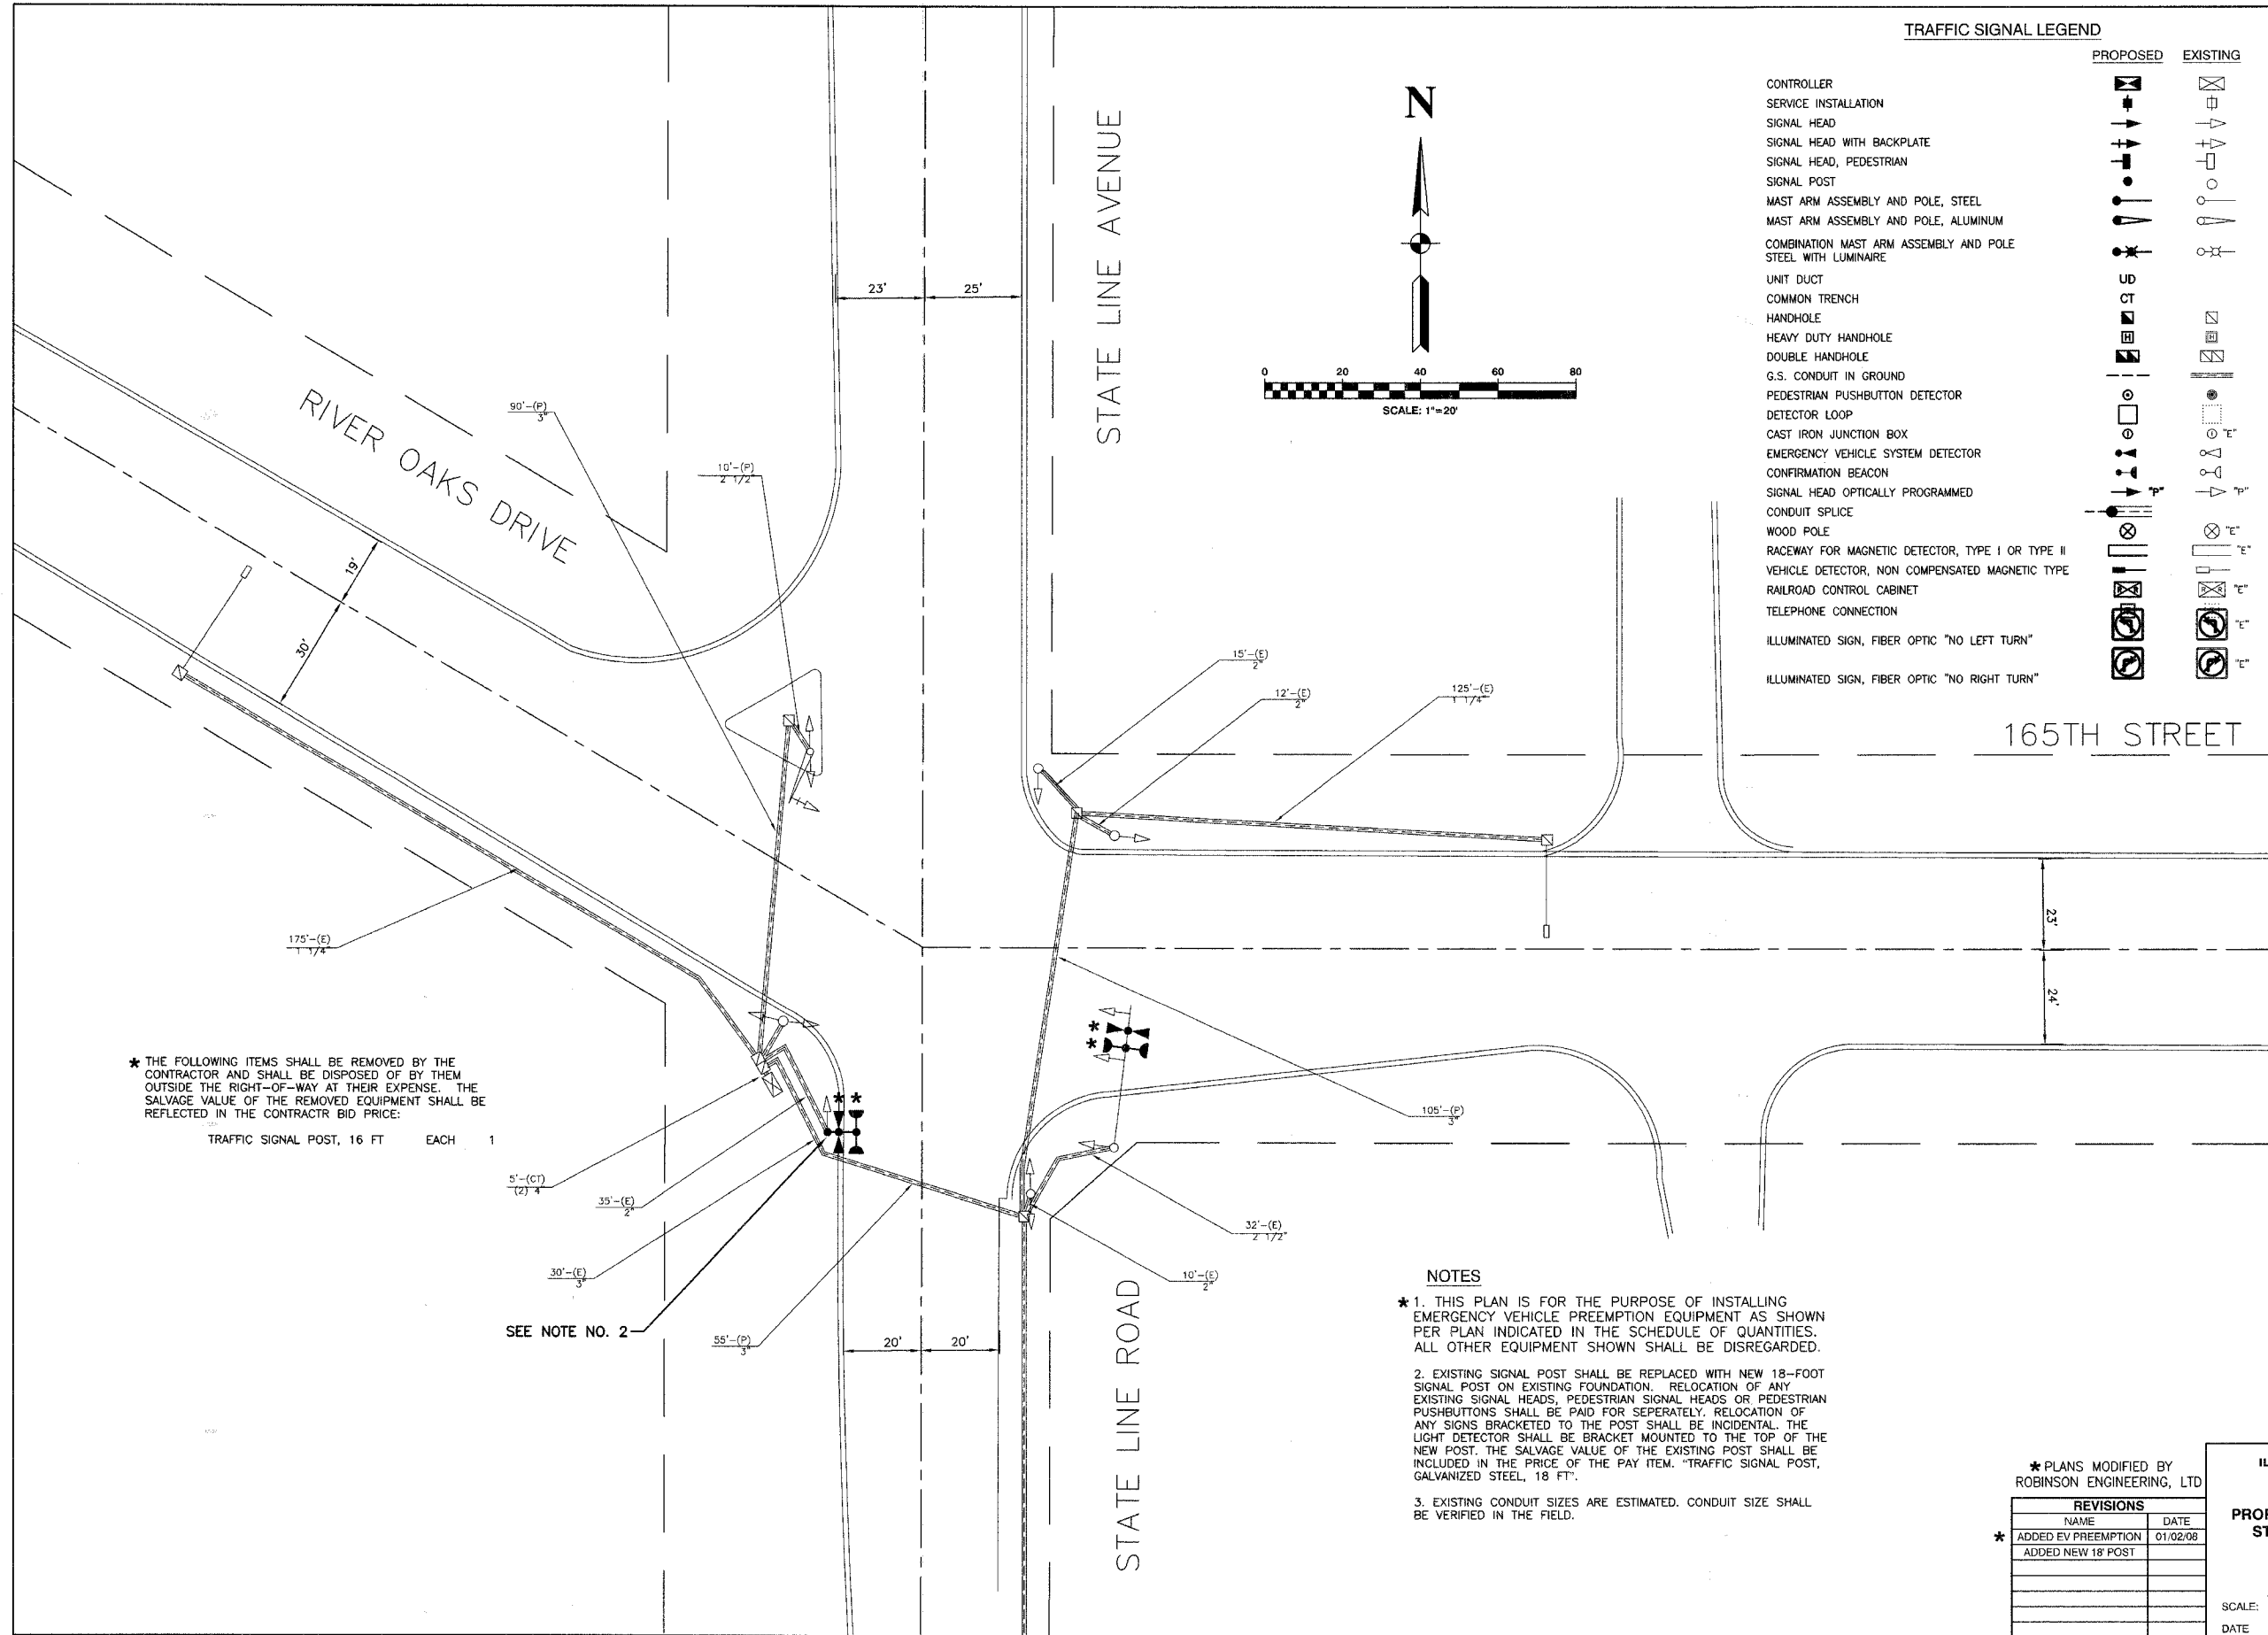 TRAFFIC SIGNAL LEGEND
PROPOSED EXISTING
CONTROLLER
SERVICE INSTALLATION
SIGNAL HEAD
SIGNAL HEAD WITH BACKPLATE
SIGNAL HEAD, PEDESTRIAN
SIGNAL POST
MAST ARM ASSEMBLY AND POLE, STEEL
MAST ARM ASSEMBLY AND POLE, ALUMINUM
COMBINATION MAST ARM ASSEMBLY AND POLE
STEEL WITH LUMINAIRE
UNIT DUCT UD
COMMON TRENCH CT
HANDHOLE
HEAVY DUTY HANDHOLE H H
DOUBLE HANDHOLE
G.S. CONDUIT IN GROUND
PEDESTRIAN PUSHBUTTON DETECTOR
DETECTOR LOOP
CAST IRON JUNCTION BOX "E"
EMERGENCY VEHICLE SYSTEM DETECTOR
CONFIRMATION BEACON
SIGNAL HEAD OPTICALLY PROGRAMMED "P" "P"
CONDUIT SPLICE
WOOD POLE "E"
RACEWAY FOR MAGNETIC DETECTOR, TYPE I OR TYPE II "E"
VEHICLE DETECTOR, NON COMPENSATED MAGNETIC TYPE
RAILROAD CONTROL CABINET "E"
TELEPHONE CONNECTION
"E"
ILLUMINATED SIGN, FIBER OPTIC "NO LEFT TURN"
"E"
ILLUMINATED SIGN, FIBER OPTIC "NO RIGHT TURN"
N
0 20 40 60 80
SCALE: 1"=20'
STATE LINE AVENUE
RIVER OAKS DRIVE
165TH STREET
STATE LINE ROAD
23' 25'
19'
30'
90'-(P)
3"
10'-(P)
2 1/2"
15'-(E)
2"
12'-(E)
2"
125'-(E)
1 1/4"
23'
24'
175'-(E)
1 1/4"
105'-(P)
3"
5'-(CT)
(2) 4"
35'-(E)
2"
32'-(E)
2 1/2"
30'-(E)
3"
10'-(E)
2"
SEE NOTE NO. 2
55'-(P)
3"
20' 20'
* THE FOLLOWING ITEMS SHALL BE REMOVED BY THE
CONTRACTOR AND SHALL BE DISPOSED OF BY THEM
OUTSIDE THE RIGHT-OF-WAY AT THEIR EXPENSE. THE
SALVAGE VALUE OF THE REMOVED EQUIPMENT SHALL BE
REFLECTED IN THE CONTRACTR BID PRICE:
TRAFFIC SIGNAL POST, 16 FT EACH 1
NOTES
* 1. THIS PLAN IS FOR THE PURPOSE OF INSTALLING
EMERGENCY VEHICLE PREEMPTION EQUIPMENT AS SHOWN
PER PLAN INDICATED IN THE SCHEDULE OF QUANTITIES.
ALL OTHER EQUIPMENT SHOWN SHALL BE DISREGARDED.
2. EXISTING SIGNAL POST SHALL BE REPLACED WITH NEW 18-FOOT
SIGNAL POST ON EXISTING FOUNDATION. RELOCATION OF ANY
EXISTING SIGNAL HEADS, PEDESTRIAN SIGNAL HEADS OR PEDESTRIAN
PUSHBUTTONS SHALL BE PAID FOR SEPERATELY. RELOCATION OF
ANY SIGNS BRACKETED TO THE POST SHALL BE INCIDENTAL. THE
LIGHT DETECTOR SHALL BE BRACKET MOUNTED TO THE TOP OF THE
NEW POST. THE SALVAGE VALUE OF THE EXISTING POST SHALL BE
INCLUDED IN THE PRICE OF THE PAY ITEM. "TRAFFIC SIGNAL POST,
GALVANIZED STEEL, 18 FT".
3. EXISTING CONDUIT SIZES ARE ESTIMATED. CONDUIT SIZE SHALL
BE VERIFIED IN THE FIELD.
* PLANS MODIFIED BY
ROBINSON ENGINEERING, LTD
REVISIONS
NAME DATE
* ADDED EV PREEMPTION 01/02/08
ADDED NEW 18' POST
SCALE:
DATE